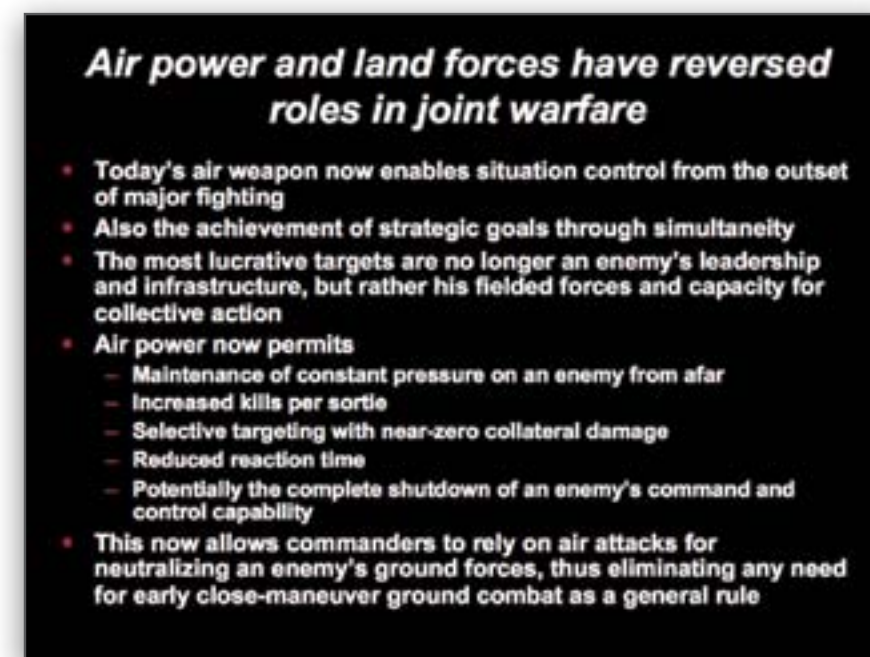 Air power and land forces have reversed
roles in joint warfare
• Today's air weapon now enables situation control from the outset
of major fighting
• Also the achievement of strategic goals through simultaneity
• The most lucrative targets are no longer an enemy's leadership
and infrastructure, but rather his fielded forces and capacity for
collective action
• Air power now permits
– Maintenance of constant pressure on an enemy from afar
– Increased kills per sortie
– Selective targeting with near-zero collateral damage
– Reduced reaction time
– Potentially the complete shutdown of an enemy's command and
control capability
• This now allows commanders to rely on air attacks for
neutralizing an enemy's ground forces, thus eliminating any need
for early close-maneuver ground combat as a general rule